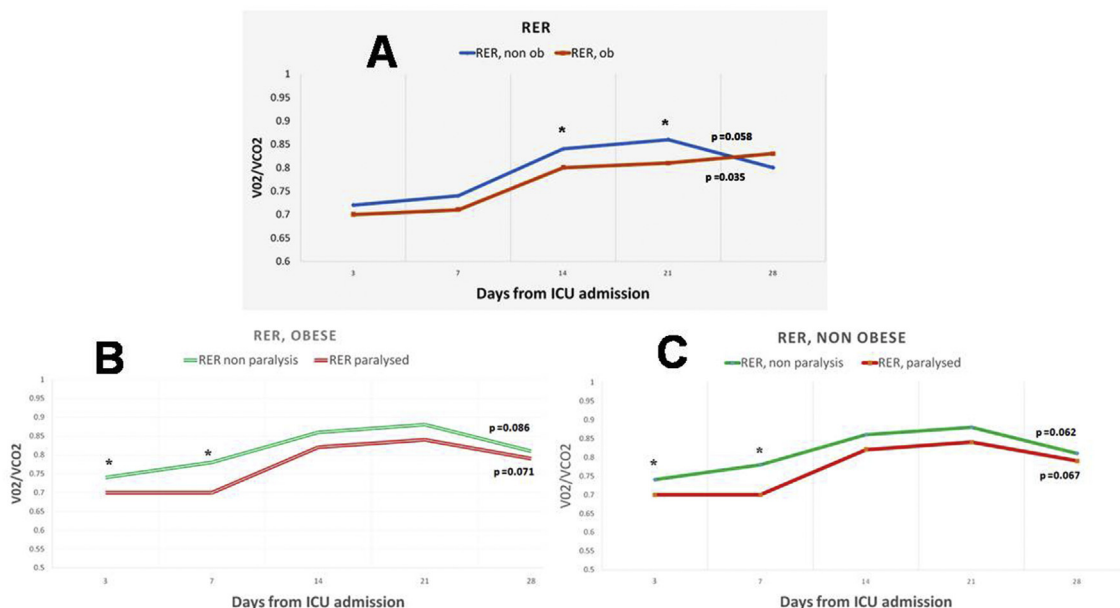 A
RER
RER, non ob RER, ob
1
0.95
0.9
0.85
0.8
0.75
0.7
0.65
0.6
V02/VCO2
* *
p =0.058
p =0.035
3 7 14 21 28
Days from ICU admission
B
RER, OBESE
RER non paralysis RER paralysed
1
0.95
0.9
0.85
0.8
0.75
0.7
0.65
0.6
0.55
0.5
V02/VCO2
* *
p =0.086
p =0.071
3 7 14 21 28
Days from ICU admission
C
RER, NON OBESE
RER, non paralysis RER, paralysed
1
0.95
0.9
0.85
0.8
0.75
0.7
0.65
0.6
0.55
0.5
V02/VCO2
* *
p =0.062
p =0.067
3 7 14 21 28
Days from ICU admission